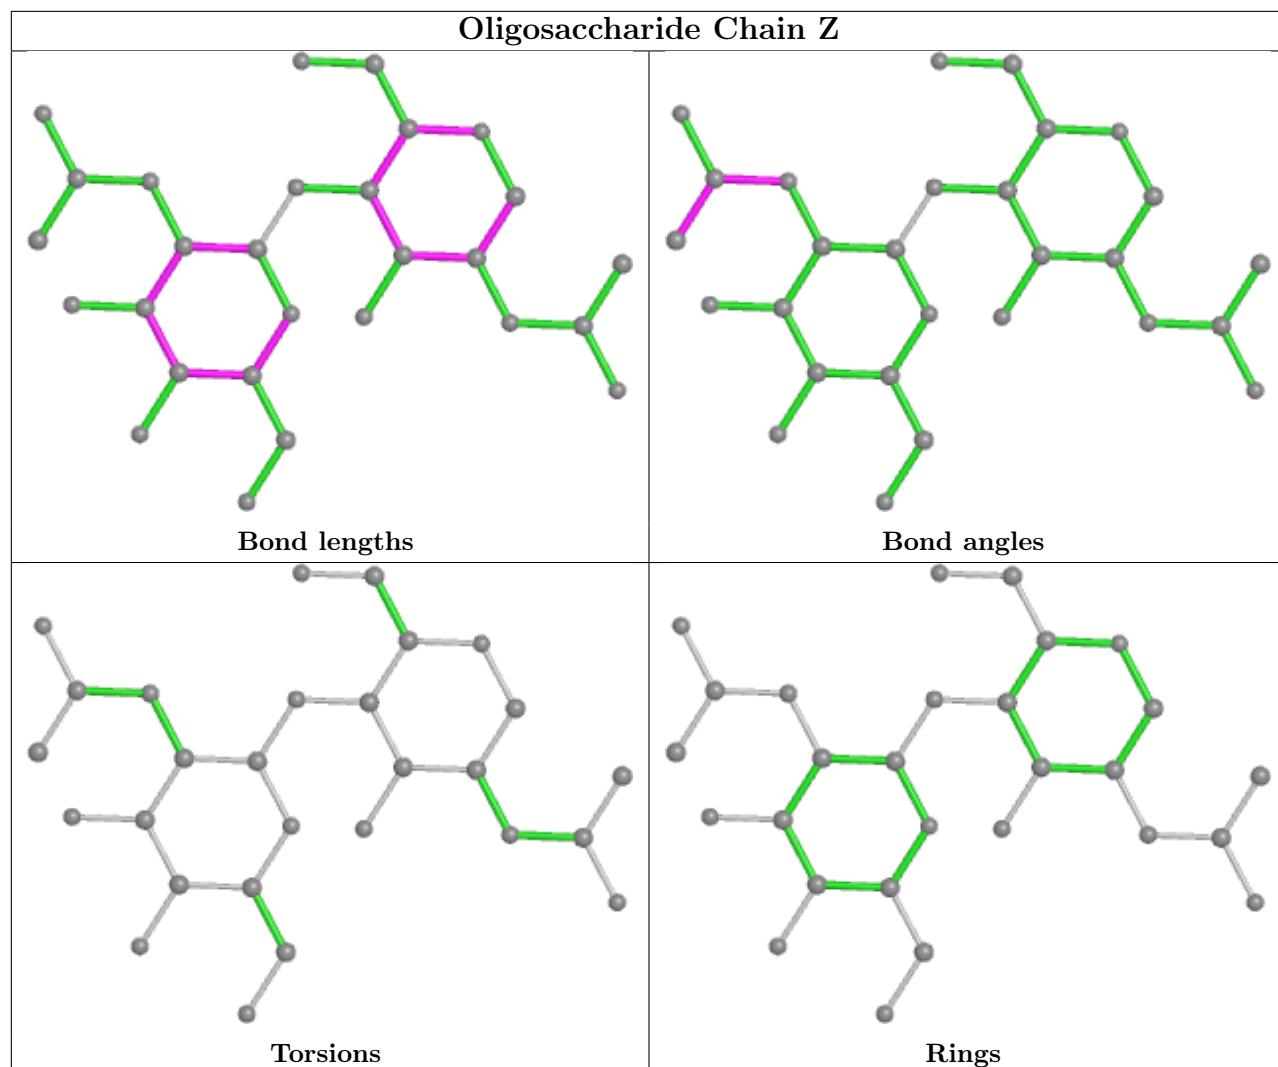 Oligosaccharide Chain Z
Bond lengths
Bond angles
Torsions
Rings